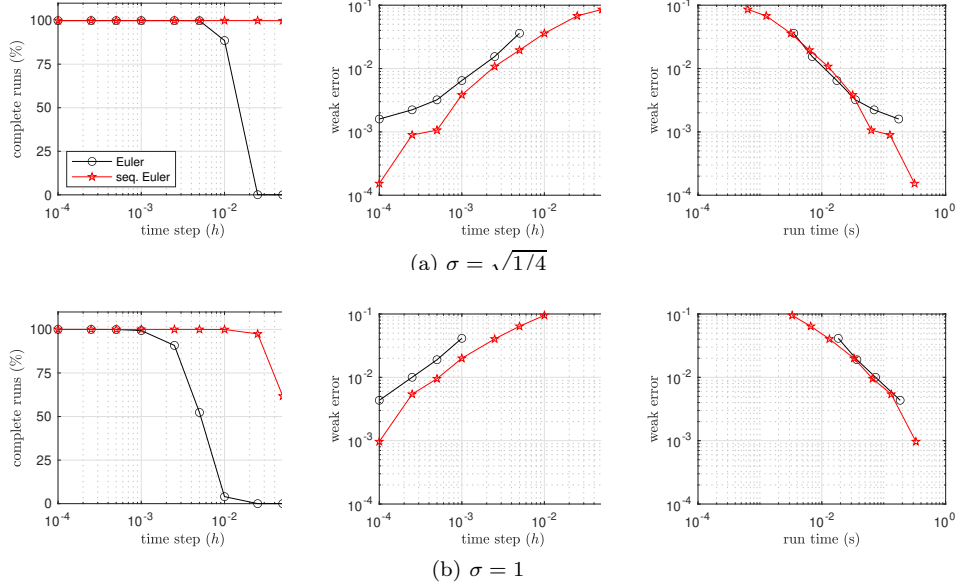 complete runs (%)
100
75
50
25
0
Euler
seq. Euler
10^-4
10^-3
10^-2
time step (h)
weak error
10^-1
10^-2
10^-3
10^-4
10^-4
10^-3
10^-2
time step (h)
weak error
10^-1
10^-2
10^-3
10^-4
10^-4
10^-2
10^0
run time (s)
(a) σ = √1/4
complete runs (%)
100
75
50
25
0
10^-4
10^-3
10^-2
time step (h)
weak error
10^-1
10^-2
10^-3
10^-4
10^-4
10^-3
10^-2
time step (h)
weak error
10^-1
10^-2
10^-3
10^-4
10^-4
10^-2
10^0
run time (s)
(b) σ = 1